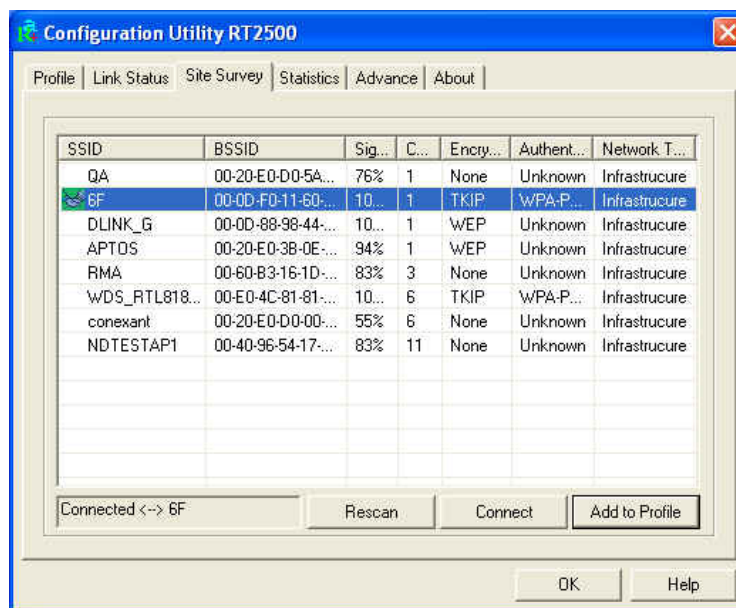 Configuration Utility RT2500
Profile Link Status Site Survey Statistics Advance About
SSID BSSID Sig... C... Encry... Authent... Network T...
QA 00-20-E0-D0-5A... 76% 1 None Unknown Infrastrucure
6F 00-0D-F0-11-60-... 10... 1 TKIP WPA-P... Infrastrucure
DLINK_G 00-0D-88-98-44-... 10... 1 WEP Unknown Infrastrucure
APTOS 00-20-E0-3B-0E-... 94% 1 WEP Unknown Infrastrucure
RMA 00-60-B3-16-1D-... 83% 3 None Unknown Infrastrucure
WDS_RTL818... 00-E0-4C-81-81-... 10... 6 TKIP WPA-P... Infrastrucure
conexant 00-20-E0-D0-00-... 55% 6 None Unknown Infrastrucure
NDTESTAP1 00-40-96-54-17-... 83% 11 None Unknown Infrastrucure
Connected <--> 6F Rescan Connect Add to Profile
OK Help